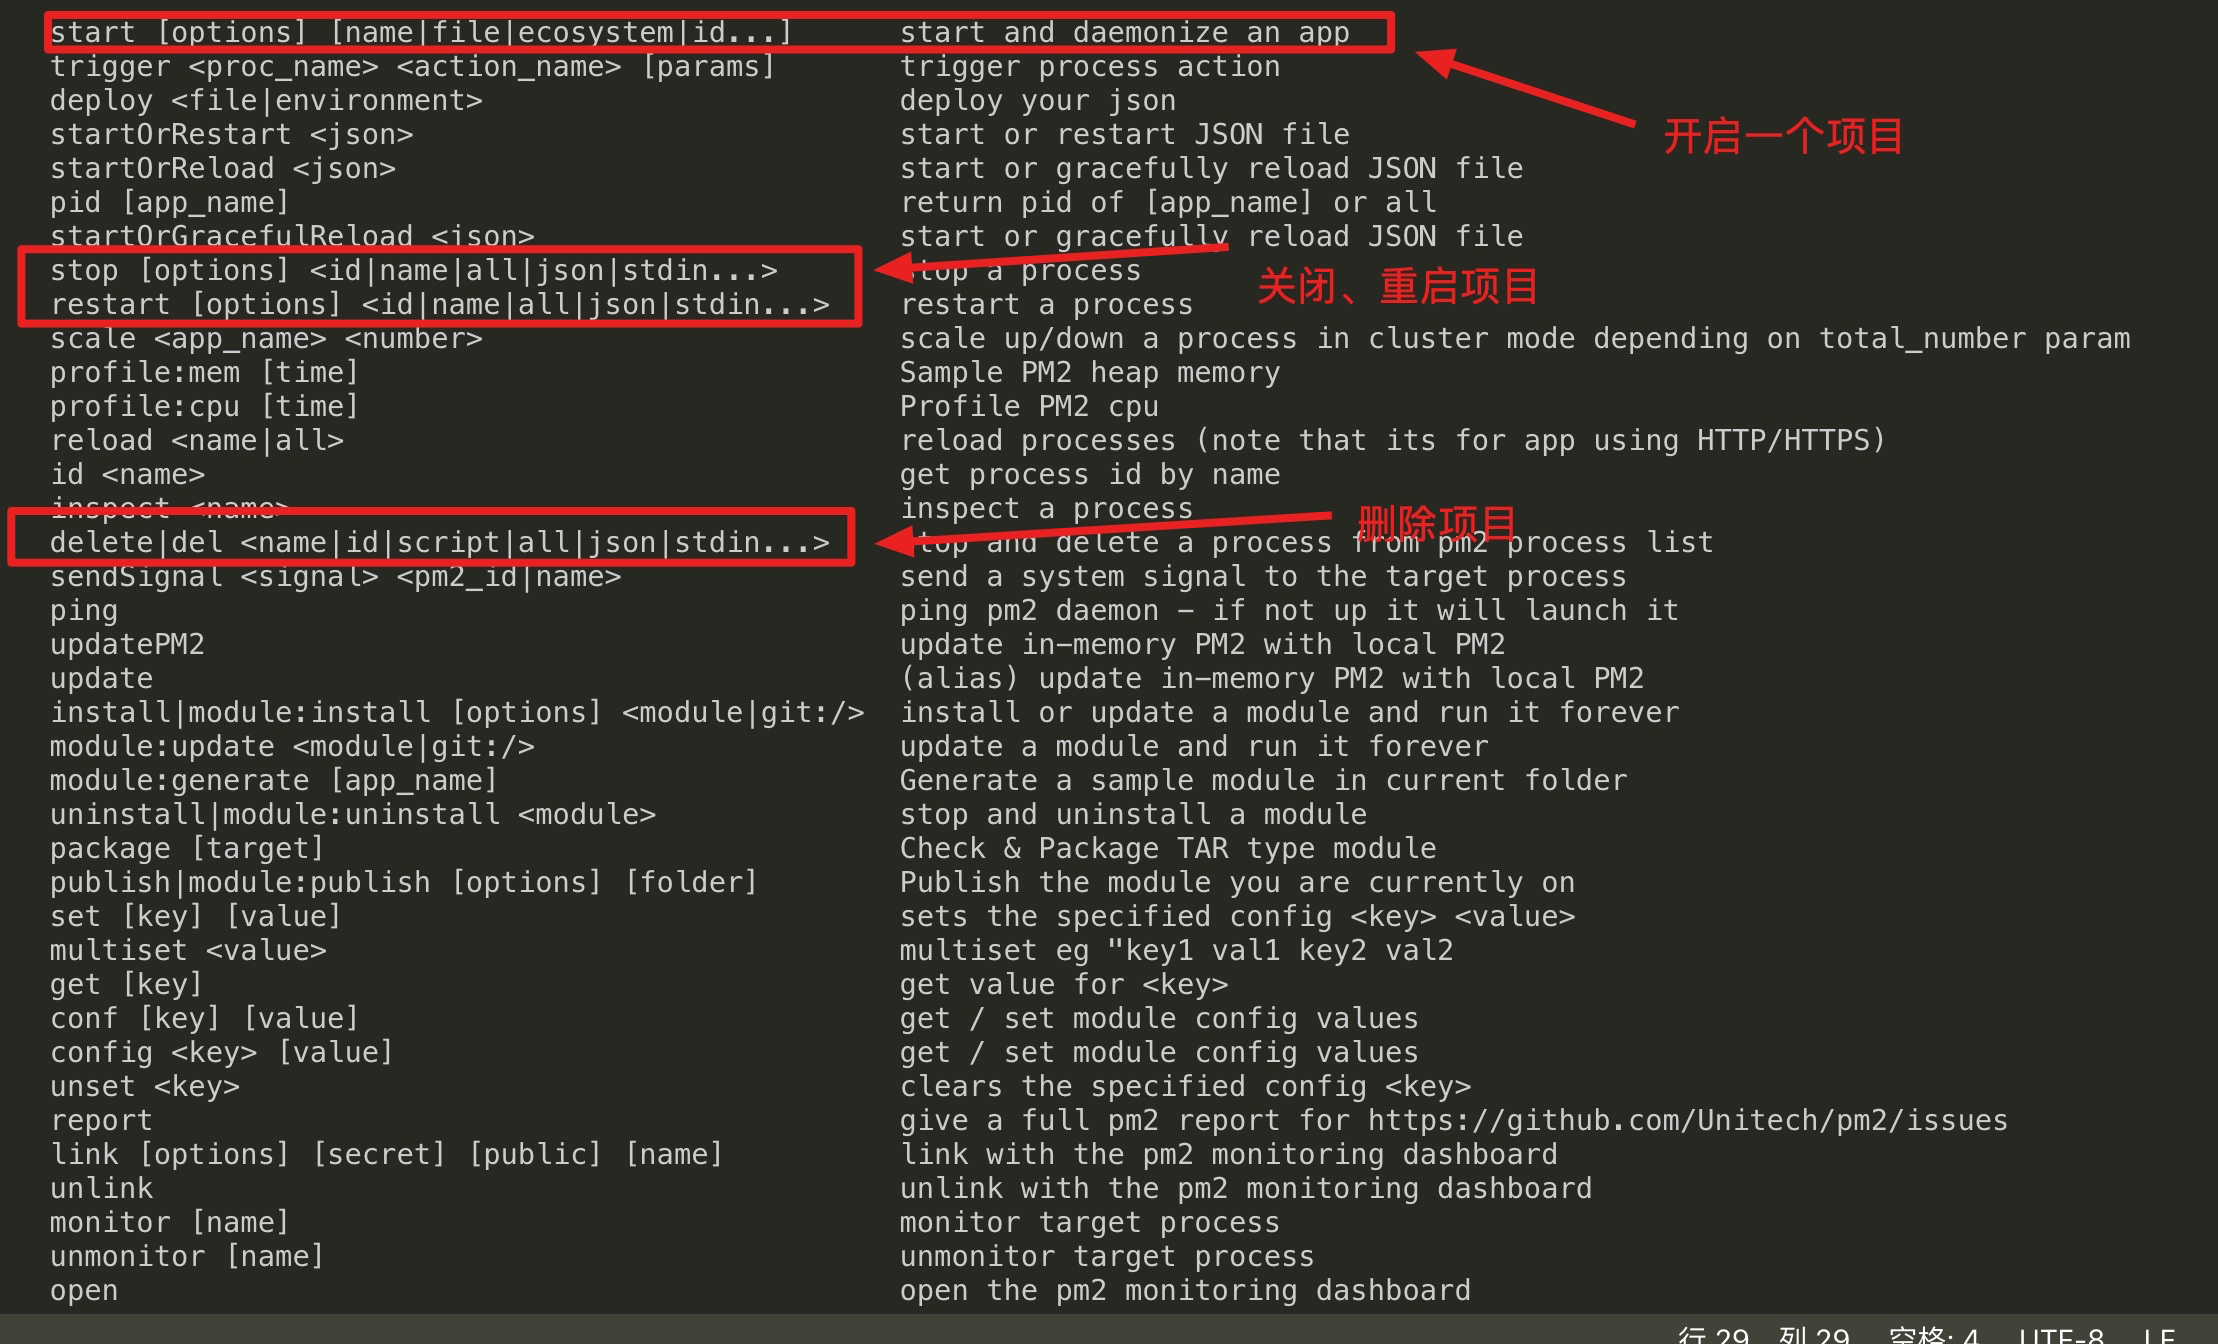 start [options] [name|file|ecosystem|id...] start and daemonize an app
trigger <proc_name> <action_name> [params] trigger process action
deploy <file|environment> deploy your json
开启一个项目
startOrRestart <json> start or restart JSON file
startOrReload <json> start or gracefully reload JSON file
pid [app_name] return pid of [app_name] or all
startOrGracefulReload <json> start or gracefully reload JSON file
stop [options] <id|name|all|json|stdin...> stop a process
关闭、重启项目
restart [options] <id|name|all|json|stdin...> restart a process
scale <app_name> <number> scale up/down a process in cluster mode depending on total_number param
profile:mem [time] Sample PM2 heap memory
profile:cpu [time] Profile PM2 cpu
reload <name|all> reload processes (note that its for app using HTTP/HTTPS)
id <name> get process id by name
inspect <name> inspect a process
删除项目
delete|del <name|id|script|all|json|stdin...> stop and delete a process from pm2 process list
sendSignal <signal> <pm2_id|name> send a system signal to the target process
ping ping pm2 daemon - if not up it will launch it
updatePM2 update in-memory PM2 with local PM2
update (alias) update in-memory PM2 with local PM2
install|module:install [options] <module|git:/> install or update a module and run it forever
module:update <module|git:/> update a module and run it forever
module:generate [app_name] Generate a sample module in current folder
uninstall|module:uninstall <module> stop and uninstall a module
package [target] Check & Package TAR type module
publish|module:publish [options] [folder] Publish the module you are currently on
set [key] [value] sets the specified config <key> <value>
multiset <value> multiset eg "key1 val1 key2 val2
get [key] get value for <key>
conf [key] [value] get / set module config values
config <key> [value] get / set module config values
unset <key> clears the specified config <key>
report give a full pm2 report for https://github.com/Unitech/pm2/issues
link [options] [secret] [public] [name] link with the pm2 monitoring dashboard
unlink unlink with the pm2 monitoring dashboard
monitor [name] monitor target process
unmonitor [name] unmonitor target process
open open the pm2 monitoring dashboard
行 29 列 29 空格: 4 UTF-8 LF